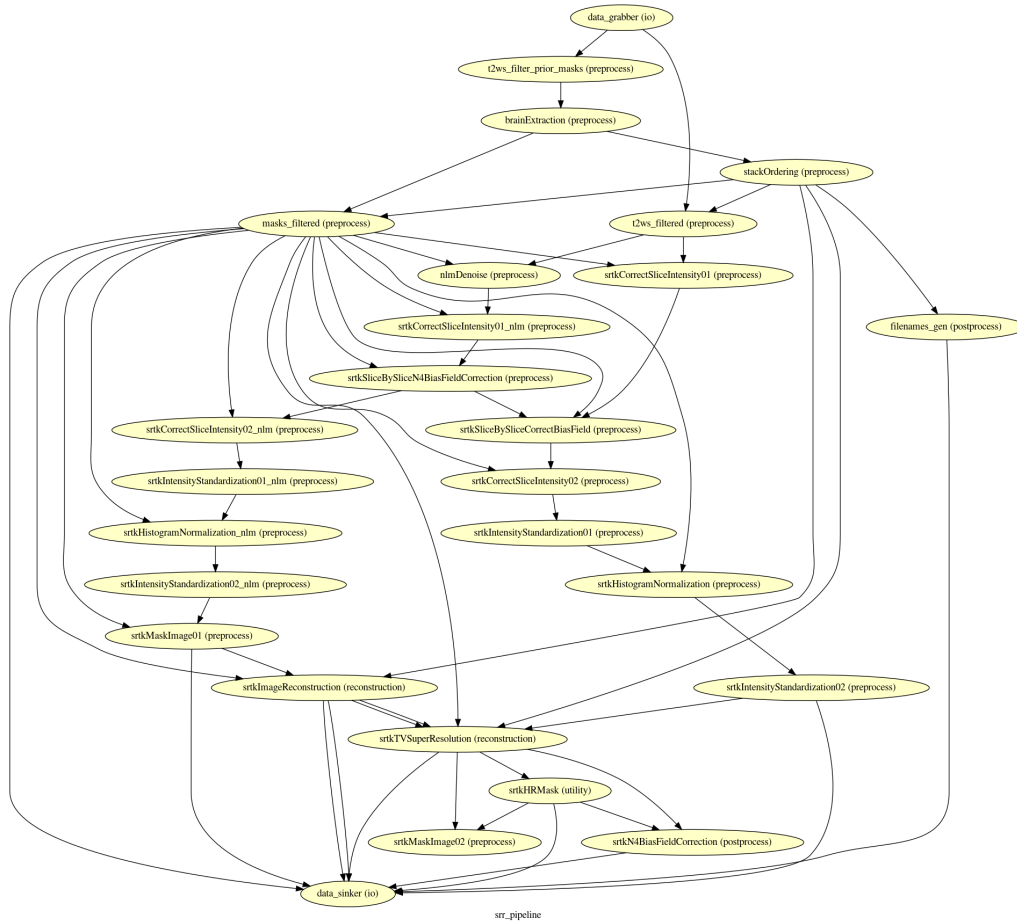 data_grabber (io)
t2ws_filter_prior_masks (preprocess)
brainExtraction (preprocess)
stackOrdering (preprocess)
masks_filtered (preprocess)
t2ws_filtered (preprocess)
nlmDenoise (preprocess)
srtkCorrectSliceIntensity01 (preprocess)
srtkCorrectSliceIntensity01_nlm (preprocess)
filenames_gen (postprocess)
srtkSliceBySliceN4BiasFieldCorrection (preprocess)
srtkCorrectSliceIntensity02_nlm (preprocess)
srtkSliceBySliceCorrectBiasField (preprocess)
srtkIntensityStandardization01_nlm (preprocess)
srtkCorrectSliceIntensity02 (preprocess)
srtkHistogramNormalization_nlm (preprocess)
srtkIntensityStandardization01 (preprocess)
srtkIntensityStandardization02_nlm (preprocess)
srtkHistogramNormalization (preprocess)
srtkMaskImage01 (preprocess)
srtkImageReconstruction (reconstruction)
srtkIntensityStandardization02 (preprocess)
srtkTVSuperResolution (reconstruction)
srtkHRMask (utility)
srtkMaskImage02 (preprocess)
srtkN4BiasFieldCorrection (postprocess)
data_sinker (io)
srr_pipeline